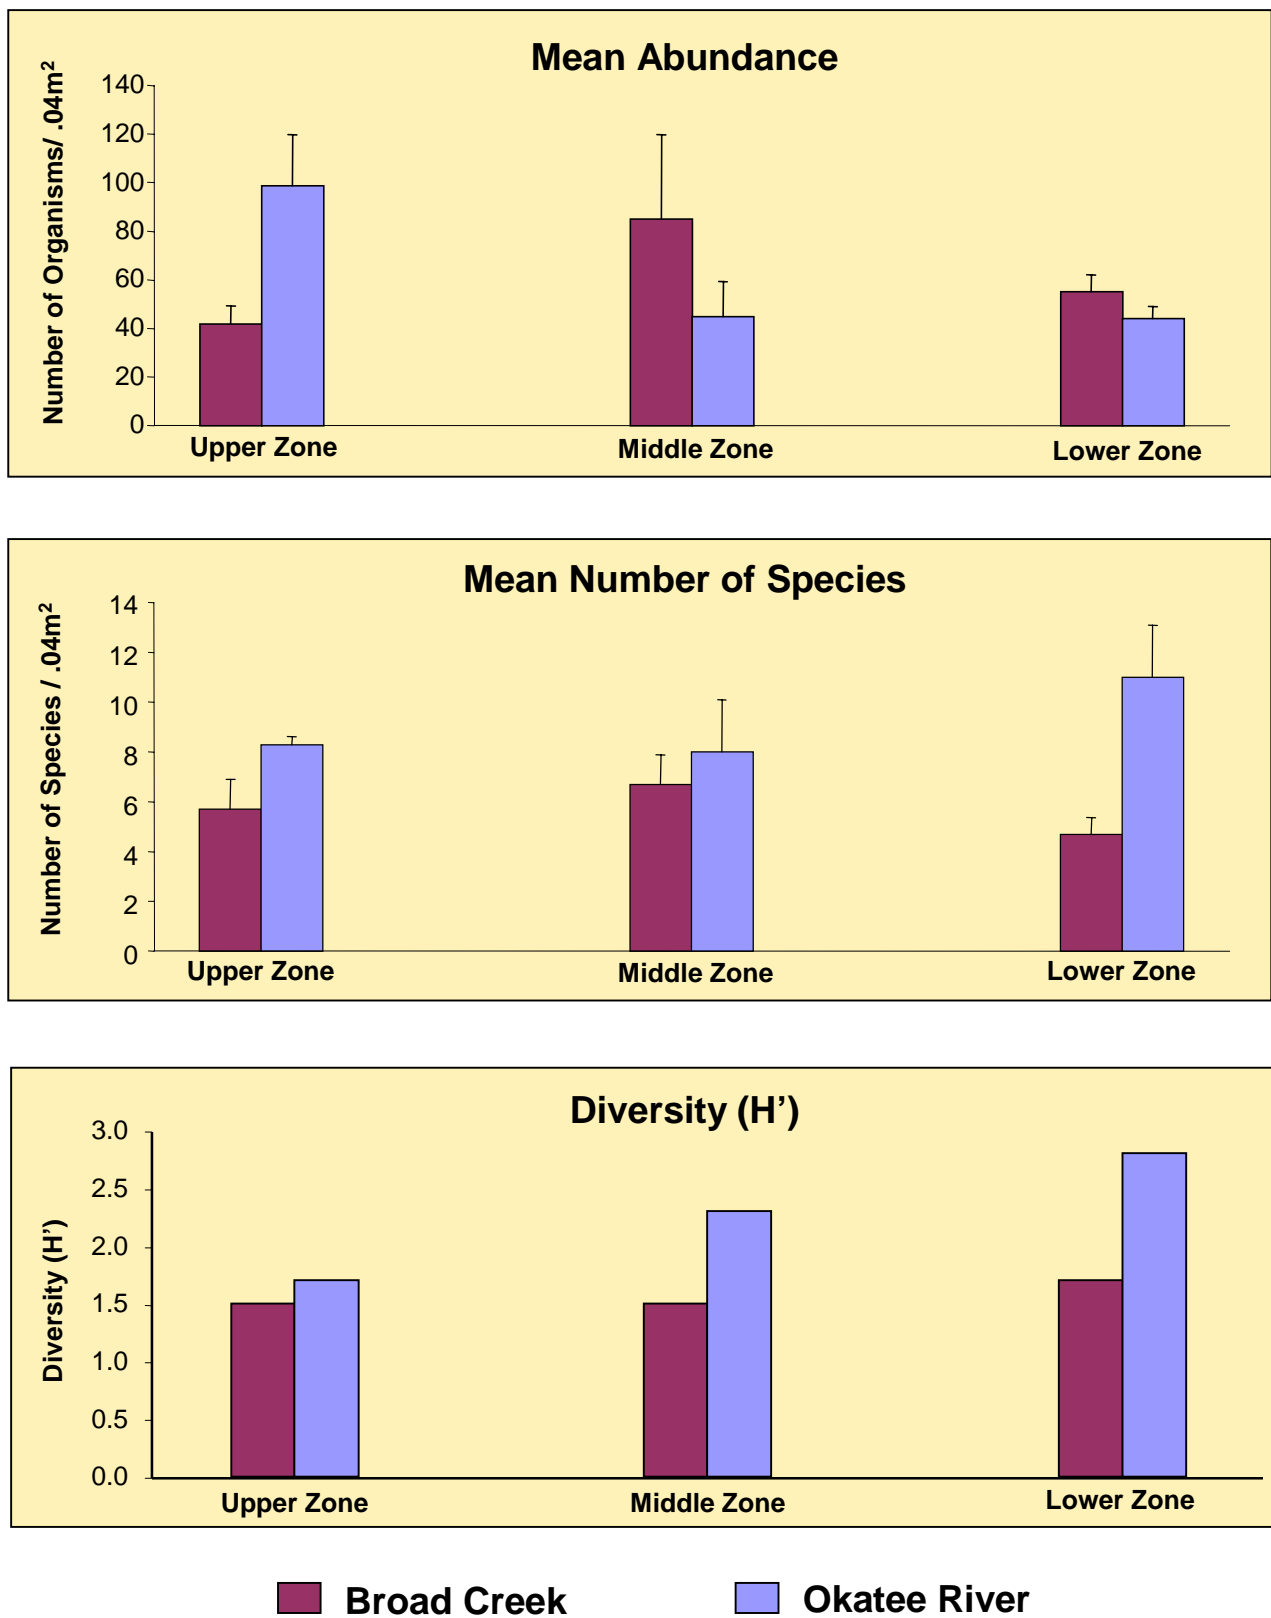 Mean Abundance
Number of Organisms/ .04m²
140
120
100
80
60
40
20
0
Upper Zone
Middle Zone
Lower Zone
Mean Number of Species
Number of Species / .04m²
14
12
10
8
6
4
2
0
Upper Zone
Middle Zone
Lower Zone
Diversity (H’)
Diversity (H’)
3.0
2.5
2.0
1.5
1.0
0.5
0.0
Upper Zone
Middle Zone
Lower Zone
Broad Creek
Okatee River